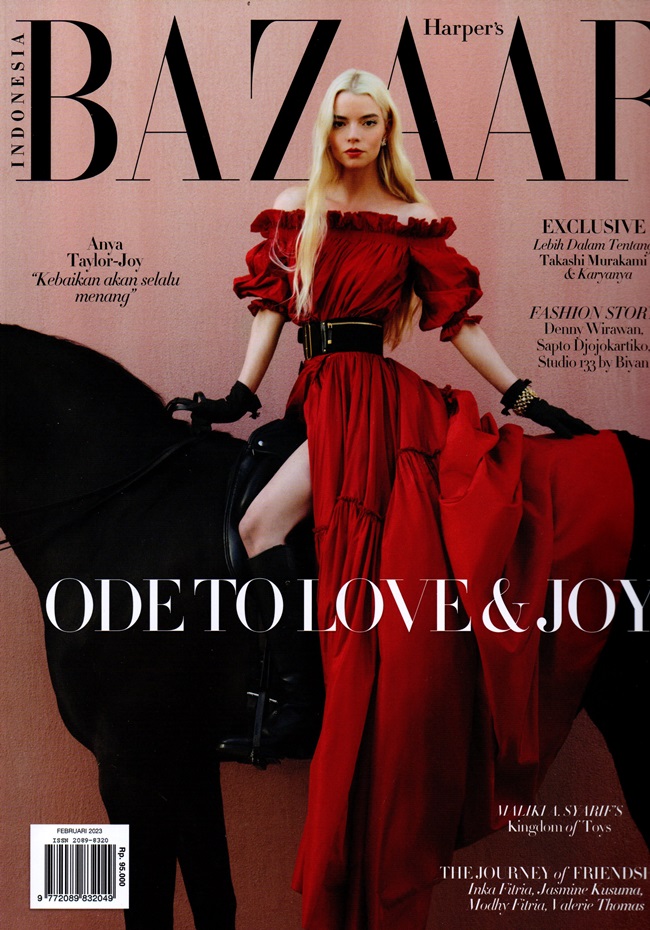 INDONESIA
Harper's
BAZAAR
Anya
Taylor-Joy
"Kebaikan akan selalu
menang"
EXCLUSIVE
Lebih Dalam Tentang
Takashi Murakami
& Karyanya
FASHION STORY
Denny Wirawan,
Sapto Djojokartiko,
Studio 133 by Biyan
ODE TO LOVE & JOY
MALIKI A. SYARIF'S
Kingdom of Toys
THE JOURNEY of FRIENDSHI
Inka Fitria, Jasmine Kusuma,
Modhy Fitria, Valerie Thomas
FEBRUARI 2023
ISSN 2089-8320
Rp. 95.000
9 772089 832049